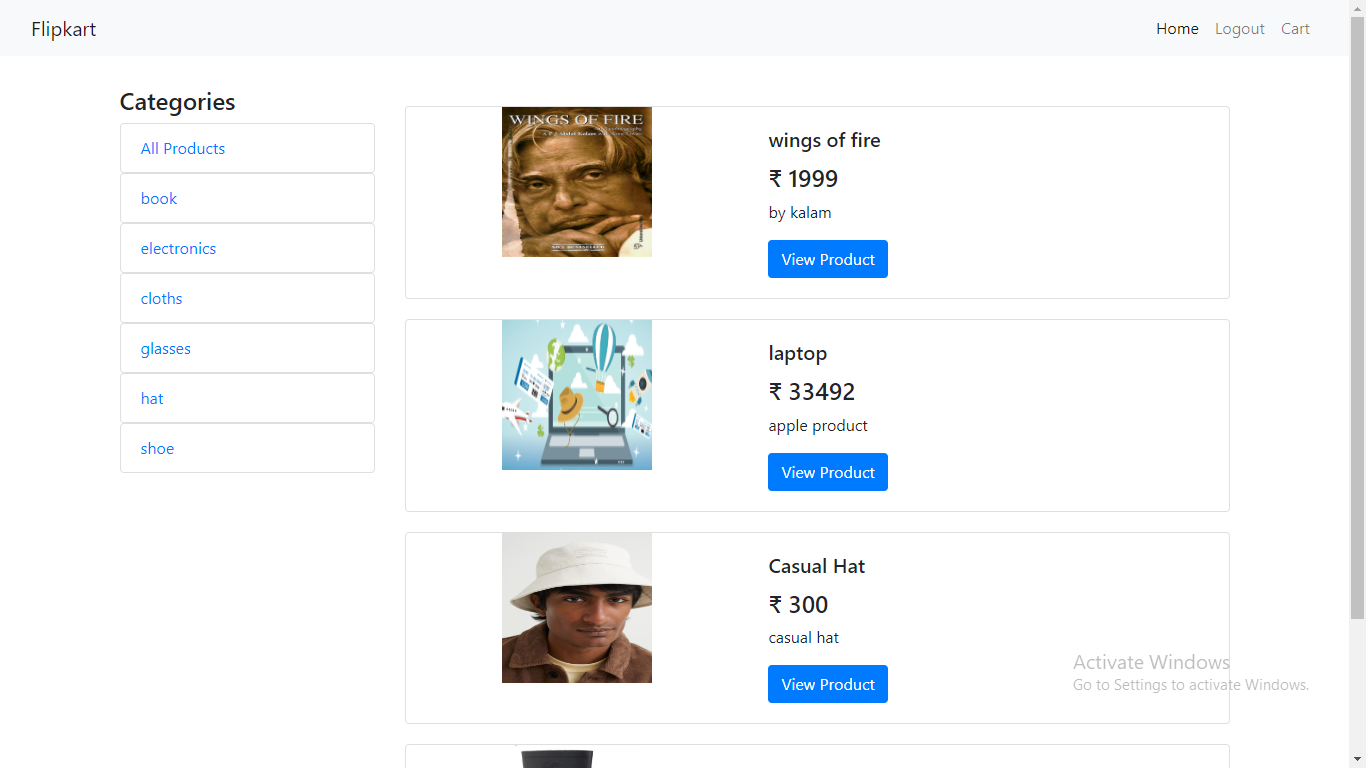 Flipkart
Home Logout Cart
Categories
All Products
book
electronics
cloths
glasses
hat
shoe
WINGS OF FIRE
wings of fire
₹ 1999
by kalam
View Product
laptop
₹ 33492
apple product
View Product
Casual Hat
₹ 300
casual hat
View Product
Activate Windows
Go to Settings to activate Windows.